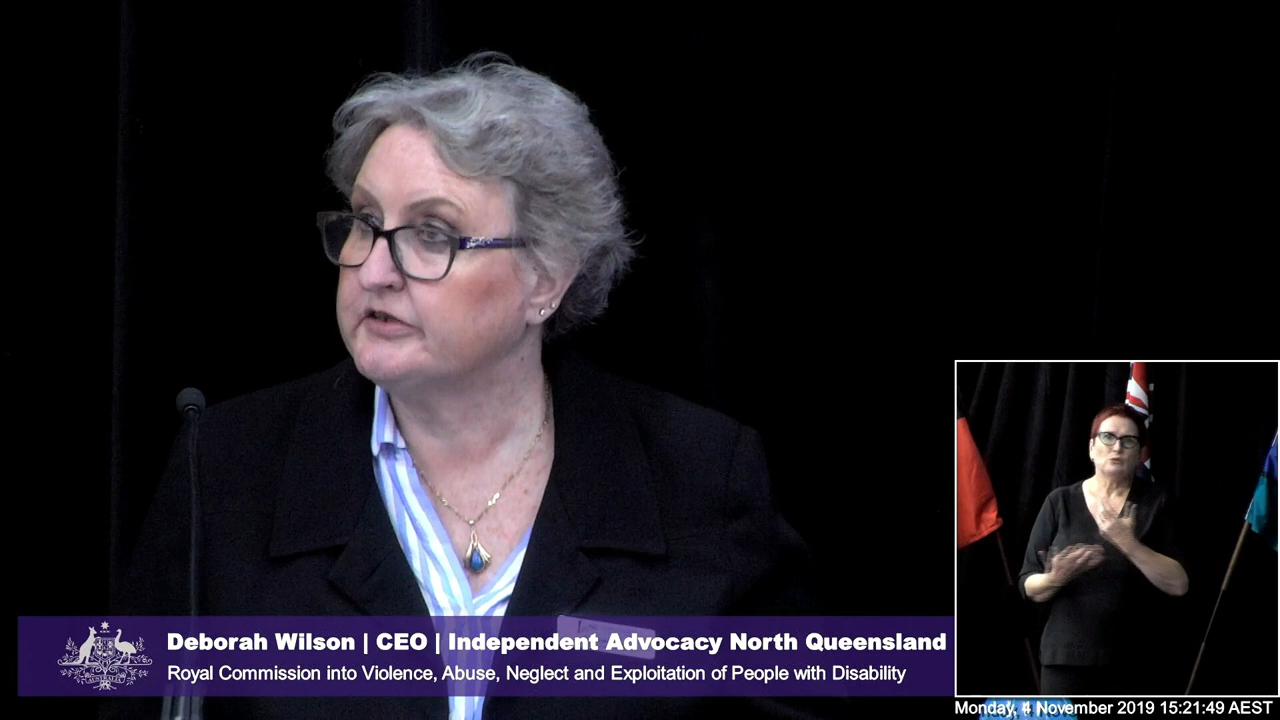 Deborah Wilson | CEO | Independent Advocacy North Queensland
Royal Commission into Violence, Abuse, Neglect and Exploitation of People with Disability
AUSTRALIA
Monday, 4 November 2019 15:21:49 AEST